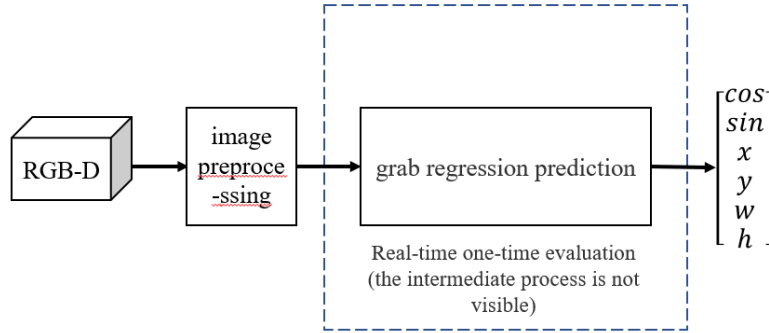 RGB-D
image
preproce
-ssing
grab regression prediction
Real-time one-time evaluation
(the intermediate process is not
visible)
cos
sin
x
y
w
h